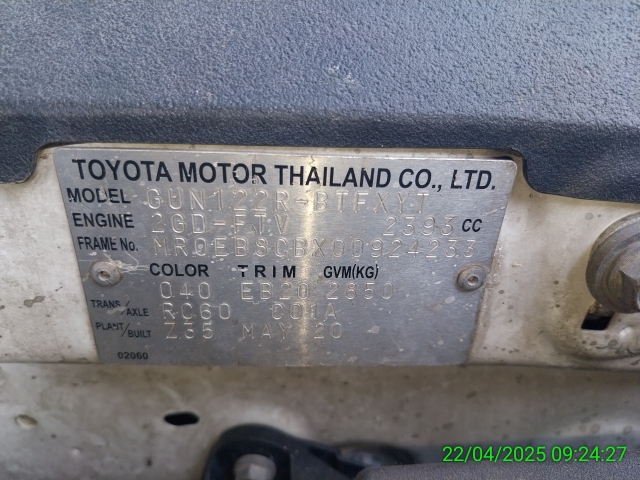 TOYOTA MOTOR THAILAND CO., LTD.
MODEL GUN122R-BTFXYT
ENGINE 2GD-FTV 2393 CC
FRAME No. MR0EB8CBX00924233
COLOR TRIM GVM(KG)
040 EB20 2850
TRANS/AXLE RC60 C01A
PLANT/BUILT Z35 MAY 20
02060
22/04/2025 09:24:27